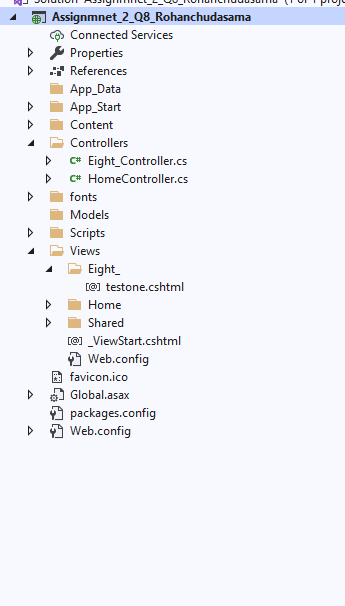 Assignmnet_2_Q8_Rohanchudasama
Connected Services
Properties
References
App_Data
App_Start
Content
Controllers
C# Eight_Controller.cs
C# HomeController.cs
fonts
Models
Scripts
Views
Eight_
[@] testone.cshtml
Home
Shared
[@] _ViewStart.cshtml
Web.config
favicon.ico
Global.asax
packages.config
Web.config